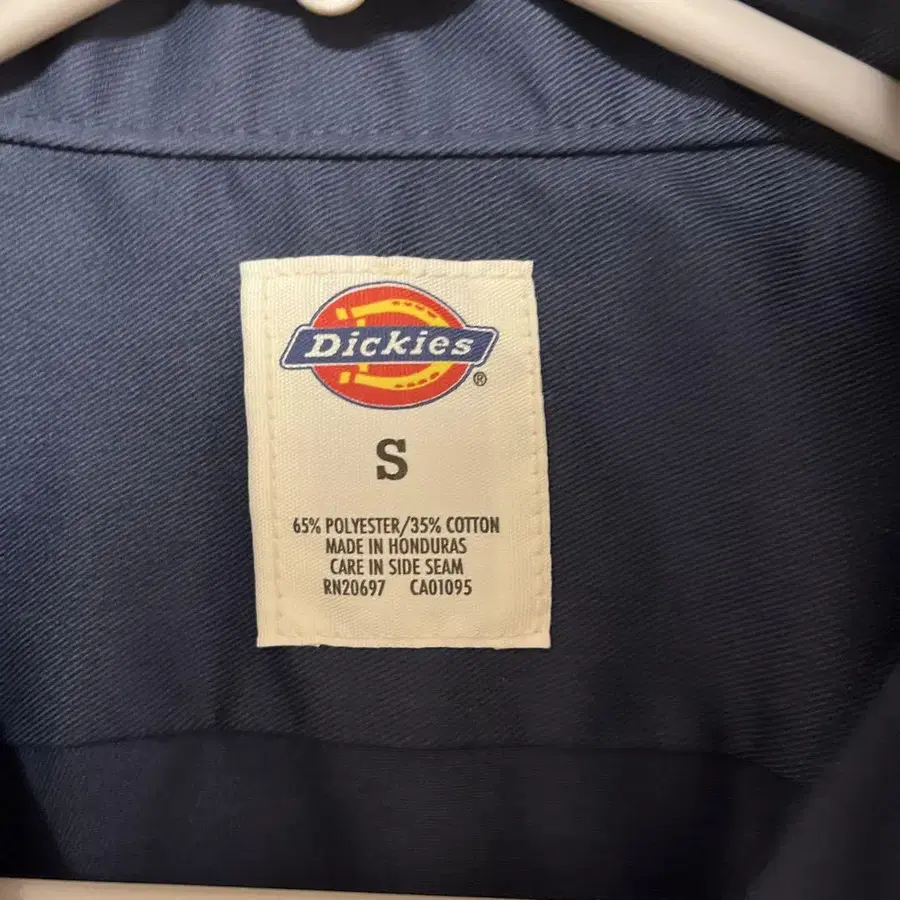 Dickies
®
S
65% POLYESTER/35% COTTON
MADE IN HONDURAS
CARE IN SIDE SEAM
RN20697 CA01095